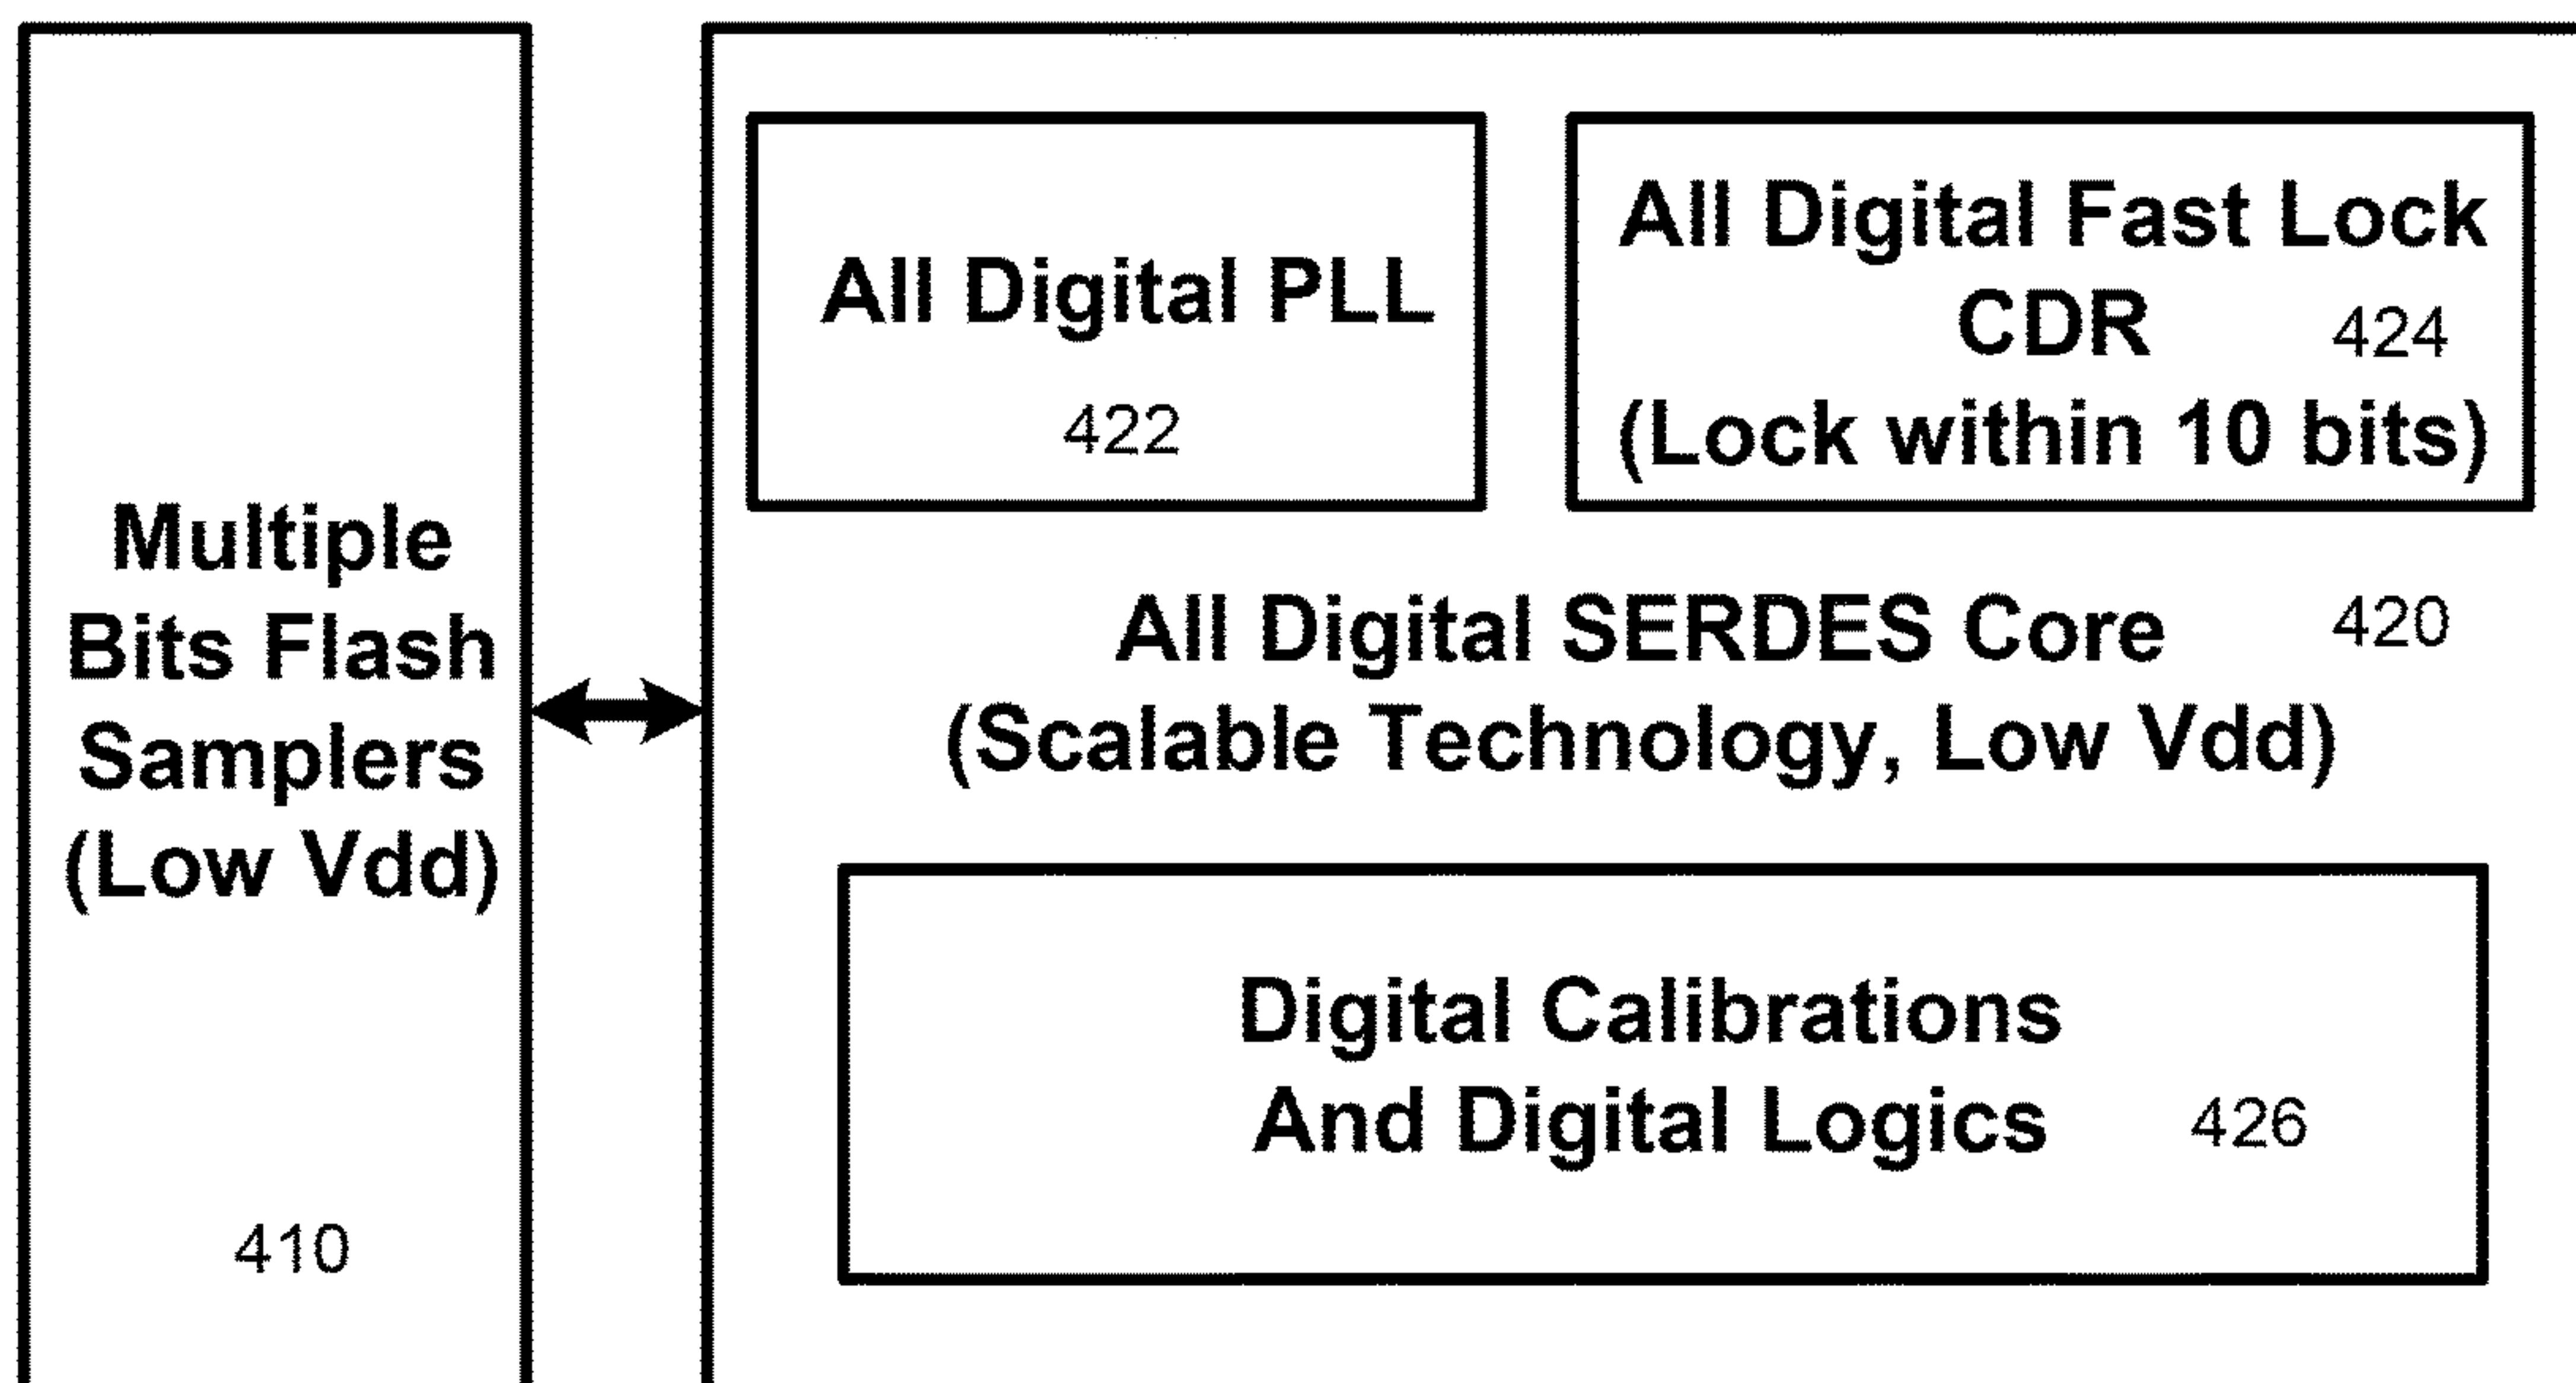 Multiple
Bits Flash
Samplers
(Low Vdd)
410
All Digital PLL
422
All Digital Fast Lock
CDR 424
(Lock within 10 bits)
All Digital SERDES Core 420
(Scalable Technology, Low Vdd)
Digital Calibrations
And Digital Logics 426